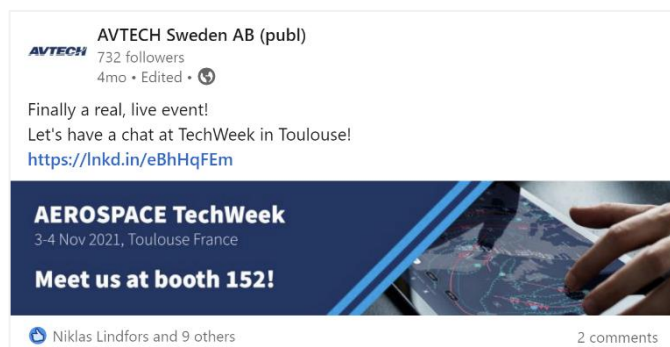 AVTECH
AVTECH Sweden AB (publ)
732 followers
4mo • Edited •
Finally a real, live event!
Let's have a chat at TechWeek in Toulouse!
https://lnkd.in/eBhHqFEm
AEROSPACE TechWeek
3-4 Nov 2021, Toulouse France
Meet us at booth 152!
Niklas Lindfors and 9 others
2 comments